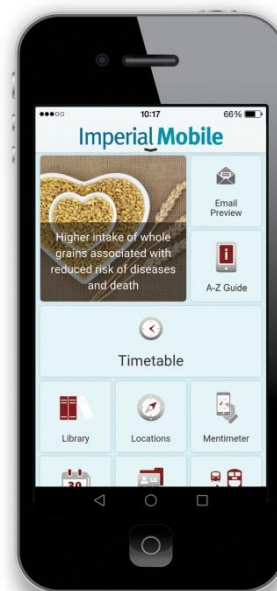 10:17
66%
Imperial Mobile
Higher intake of whole
grains associated with
reduced risk of diseases
and death
Email
Preview
i
A-Z Guide
Timetable
Library
Locations
Mentimeter
30